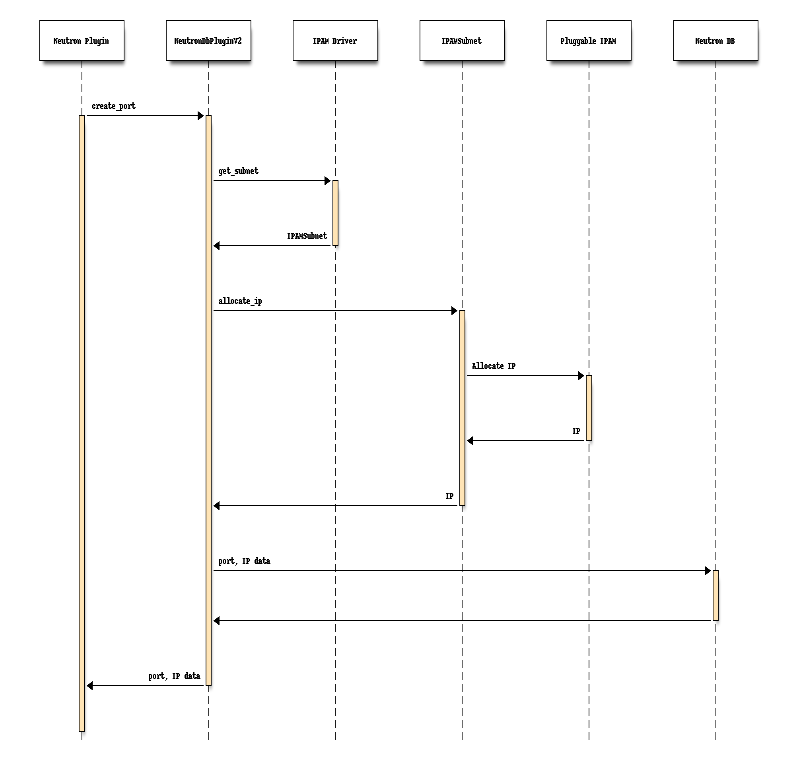 Neutron Plugin
NeutronDbPluginV2
IPAM Driver
IPAMSubnet
Pluggable IPAM
Neutron DB
create_port
get_subnet
IPAMSubnet
allocate_ip
Allocate IP
IP
IP
port, IP data
port, IP data